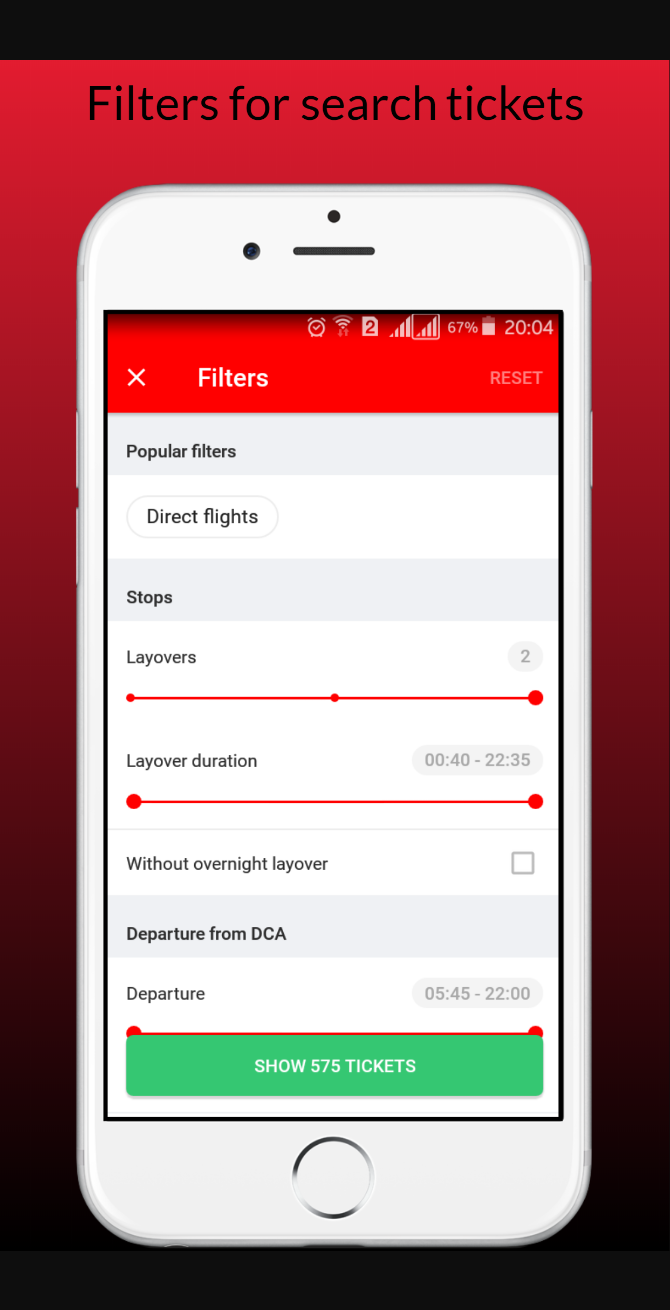 Filters for search tickets
2 67% 20:04
Filters RESET
Popular filters
Direct flights
Stops
Layovers 2
Layover duration 00:40 - 22:35
Without overnight layover
Departure from DCA
Departure 05:45 - 22:00
SHOW 575 TICKETS